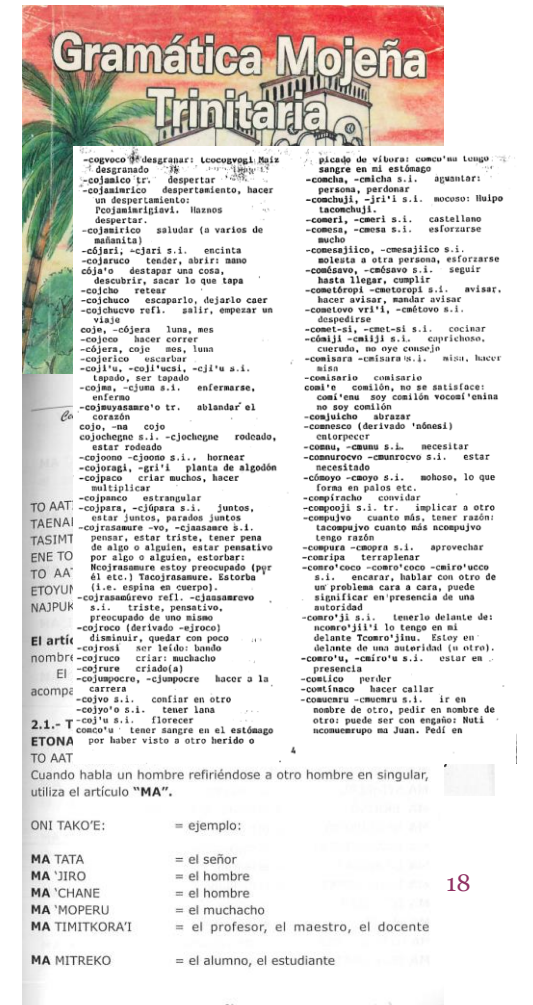 Gramática Mojeña
Trinitaria
-cogvoco desgranar: tcocugvogi Maíz
desgranado
-cojamico tr. despertar
-cojamimrico despertamiento, hacer
un despertamiento:
Pcojamimrigiavi. Haznos
despertar.
-cojamirico saludar (a varios de
mañanita)
-cójari, -cjari s.i. encinta
-cojaruco tender, abrir: mano
cója'o destapar una cosa,
descubrir, sacar lo que tapa
-cojcho retear
-cojchuco escaparlo, dejarlo caer
-cojchucvo refl. salir, empezar un
viaje
coje, -cójera luna, mes
-cojeco hacer correr
-cójera, coje mes, luna
-cojerico escarbar
-coji'u, -coji'ucsi, -cji'u s.i.
tapado, ser tapado
-cojma, -cjuma s.i. enfermarse,
enfermo
-cojmuyasamre'o tr. ablandar el
corazón
cojo, -na cojo
cojochegne s.i. -cjochegne rodeado,
estar rodeado
-cojoono -cjoono s.i., hornear
-cojoragi, -gri'i planta de algodón
-cojpaco criar muchos, hacer
multiplicar
-cojpanco estrangular
-cojpara, -cjúpara s.i. juntos,
estar juntos, parados juntos
-cojrasamure -vo, -cjaasamre s.i.
pensar, estar triste, tener pena
de algo o alguien, estar pensativo
por algo o alguien, estorbar:
Ncojrasamure estoy preocupado (por
él etc.) Tacojrasamure. Estorba
(i.e. espina en cuerpo).
-cojrasamúrevo refl. -cjaasamrevo
s.i. triste, pensativo,
preocupado de uno mismo
-cojroco (derivado -ejroco)
disminuir, quedar con poco
-cojrosi ser leído: bando
-cojruco criar: muchacho
-cojrure criado(a)
-cojumpocre, -cjumpocre hacer a la
carrera
-cojvo s.i. confiar en otro
-cojyo'o s.i. tener lana
-coj'u s.i. florecer
comco'u tener sangre en el estómago
por haber visto a otro herido o
picado de víbora: comco'nu tengo
sangre en mi estómago
-comcha, -cmicha s.i. aguantar:
persona, perdonar
-comchuji, -jri'i s.i. mocoso: Huipo
tacomchuji.
-comeri, -cmeri s.i. castellano
-comesa, -cmesa s.i. esforzarse
mucho
-comesajiico, -cmesajiico s.i.
molesta a otra persona, esforzarse
-comésavo, -cmésavo s.i. seguir
hasta llegar, cumplir
-cometóropi -cmetoropi s.i. avisar,
hacer avisar, mandar avisar
-cometovo vri'i, -cmétovo s.i.
despedirse
-comet-si, -cmet-si s.i. cocinar
-cómiji -cmiiji s.i. caprichoso,
cuerudo, no oye consejo
-comisara -cmisara s.i. misa, hacer
misa
-comisario comisario
comi'e comilón, no se satisface:
comi'enu soy comilón vocomi'enina
no soy comilón
-comjuicho abrazar
-comnesco (derivado 'nónesi)
entorpecer
-comnu, -cmunu s.i. necesitar
-comnurocvo -cmunrocvo s.i. estar
necesitado
-cómoyo -cmoyo s.i. mohoso, lo que
forma en palos etc.
-compiracho convidar
-compooji s.i. tr. implicar a otro
-compujvo cuanto más, tener razón:
tacompujvo cuanto más ncompujvo
tengo razón
-compura -cmopra s.i. aprovechar
-comripa terraplenar
-comro'coco -comro'coco -cmiro'ucco
s.i. encarar, hablar con otro de
un problema cara a cara, puede
significar en presencia de una
autoridad
-comro'ji s.i. tenerlo delante de:
ncomro'jii'i lo tengo en mi
delante Tcomro'jinu. Estoy en
delante de una autoridad (u otro).
-comro'u, -cmiro'u s.i. estar en
presencia
-comtico perder
-comtínaco hacer callar
-comuemru -cmuemru s.i. ir en
nombre de otro, pedir en nombre de
otro: puede ser con engaño: Nuti
ncomuemrupo ma Juan. Pedí en
4
TO AAT
TAENA
TASIMT
ENE TO
TO AA
ETOYU
NAJPUK
El artíc
nombre
El
acompa
2.1.- T
ETONA
TO AAT
Cuando habla un hombre refiriéndose a otro hombre en singular,
utiliza el artículo "MA".
ONI TAKO'E: = ejemplo:
MA TATA = el señor
MA 'JIRO = el hombre
MA 'CHANE = el hombre
MA 'MOPERU = el muchacho
MA TIMITKORA'I = el profesor, el maestro, el docente
MA MITREKO = el alumno, el estudiante
18